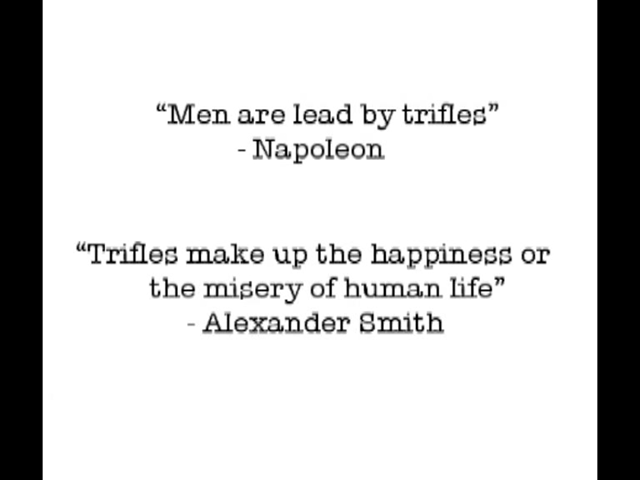 “Men are lead by trifles”
- Napoleon
“Trifles make up the happiness or
the misery of human life”
- Alexander Smith